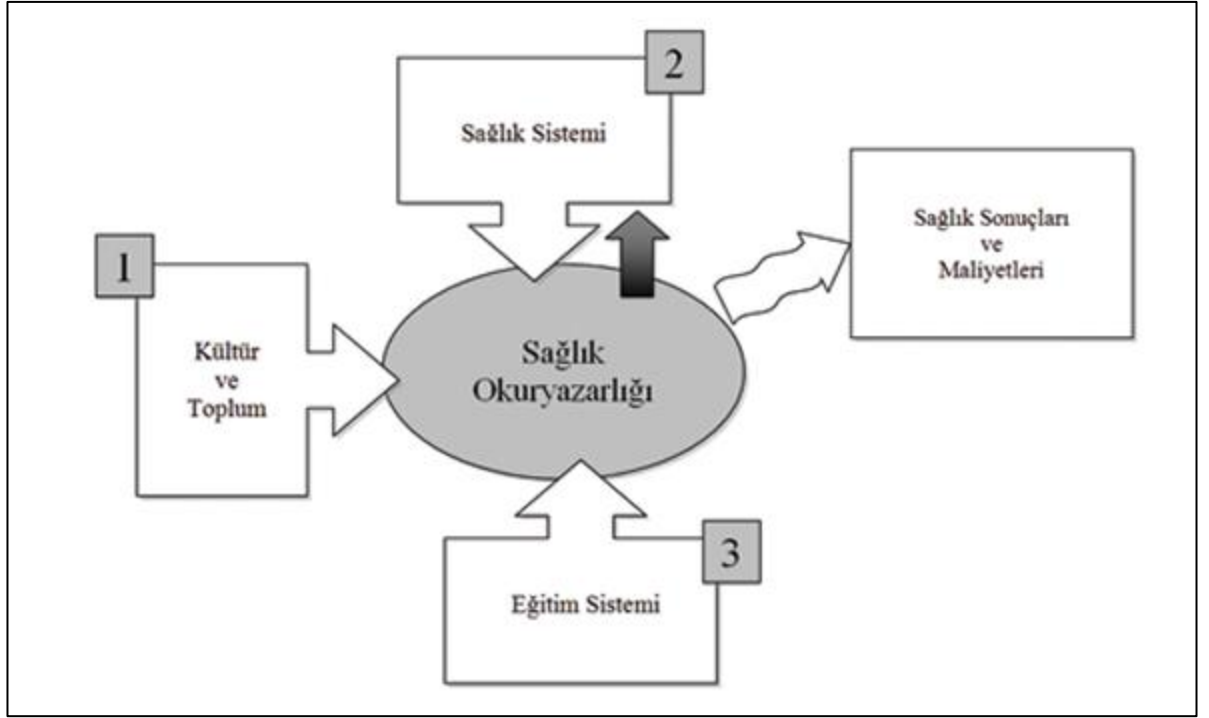 2
Sağlık Sistemi
Sağlık Sonuçları
ve
Maliyetleri
1
Kültür
ve
Toplum
Sağlık
Okuryazarlığı
3
Eğitim Sistemi